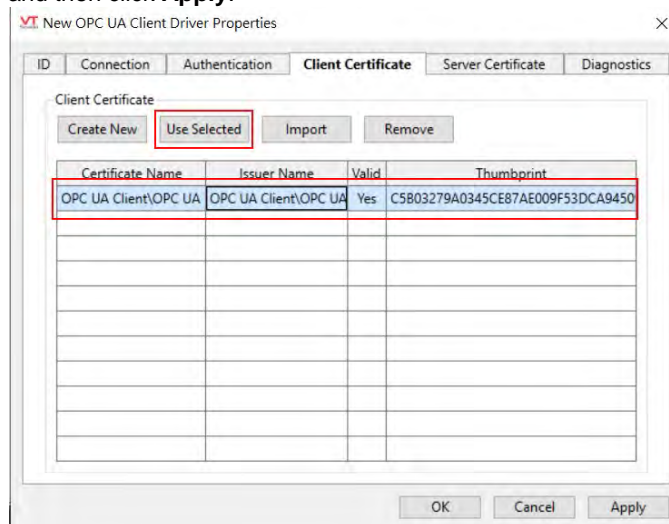 and then click Apply.
New OPC UA Client Driver Properties
ID Connection Authentication Client Certificate Server Certificate Diagnostics
Client Certificate
Create New Use Selected Import Remove
Certificate Name Issuer Name Valid Thumbprint
OPC UA Client\OPC UA OPC UA Client\OPC UA Yes C5B03279A0345CE87AE009F53DCA9450
OK Cancel Apply